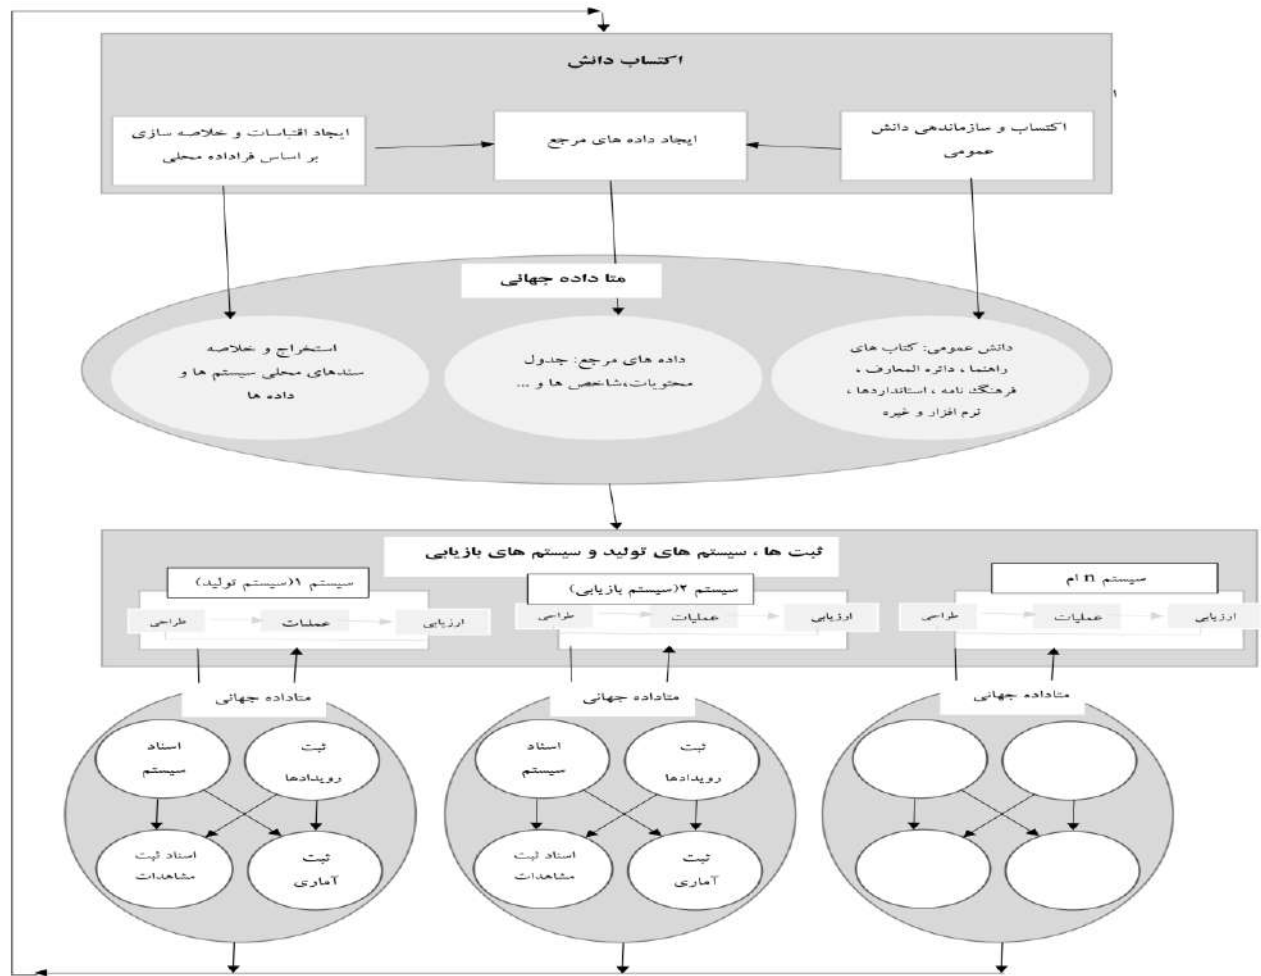 اکتساب دانش
ا
اکتساب و سازماندهی دانش
عمومی
ایجاد داده های مرجع
ایجاد اقتباسات و خلاصه سازی
بر اساس فراداده محلی
متا داده جهانی
دانش عمومی: کتاب های
راهنما ، دائره المعارف ،
فرهنگ نامه ، استانداردها ،
نرم افزار و غیره
داده های مرجع: جدول
محتویات،شاخص ها و ...
استخراج و خلاصه
سندهای محلی سیستم ها و
داده ها
ثبت ها ، سیستم های تولید و سیستم های بازیابی
سیستم n ام
ارزیابی
عملیات
طراحی
سیستم ۲(سیستم بازیابی)
ارزیابی
عملیات
طراحی
سیستم ۱(سیستم تولید)
ارزیابی
عملیات
طراحی
متاداده جهانی
متاداده جهانی
ثبت
رویدادها
اسناد
سیستم
ثبت
آماری
اسناد ثبت
مشاهدات
متاداده جهانی
ثبت
رویدادها
اسناد
سیستم
ثبت
آماری
اسناد ثبت
مشاهدات